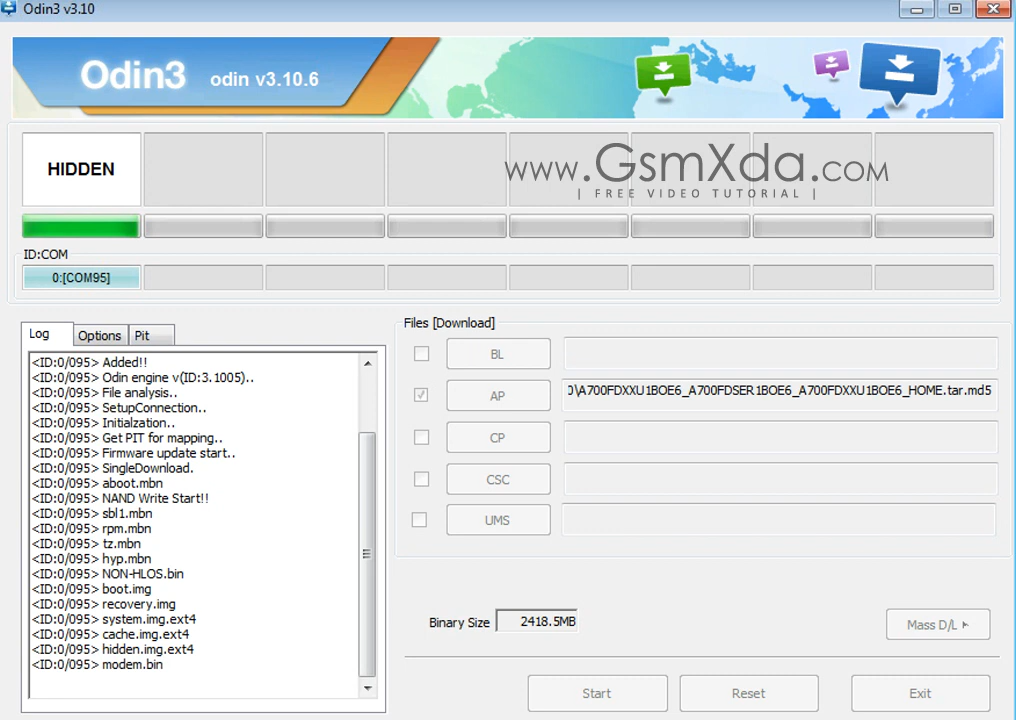 Odin3 v3.10
Odin3 odin v3.10.6
HIDDEN
www.GsmXda.com
| FREE VIDEO TUTORIAL |
ID:COM
0:[COM95]
Log Options Pit
<ID:0/095> Added!!
<ID:0/095> Odin engine v(ID:3.1005)..
<ID:0/095> File analysis..
<ID:0/095> SetupConnection..
<ID:0/095> Initialzation..
<ID:0/095> Get PIT for mapping..
<ID:0/095> Firmware update start..
<ID:0/095> SingleDownload.
<ID:0/095> aboot.mbn
<ID:0/095> NAND Write Start!!
<ID:0/095> sbl1.mbn
<ID:0/095> rpm.mbn
<ID:0/095> tz.mbn
<ID:0/095> hyp.mbn
<ID:0/095> NON-HLOS.bin
<ID:0/095> boot.img
<ID:0/095> recovery.img
<ID:0/095> system.img.ext4
<ID:0/095> cache.img.ext4
<ID:0/095> hidden.img.ext4
<ID:0/095> modem.bin
Files [Download]
BL
AP \A700FDXXU1BOE6_A700FDSER1BOE6_A700FDXXU1BOE6_HOME.tar.md5
CP
CSC
UMS
Binary Size 2418.5MB
Mass D/L
Start Reset Exit